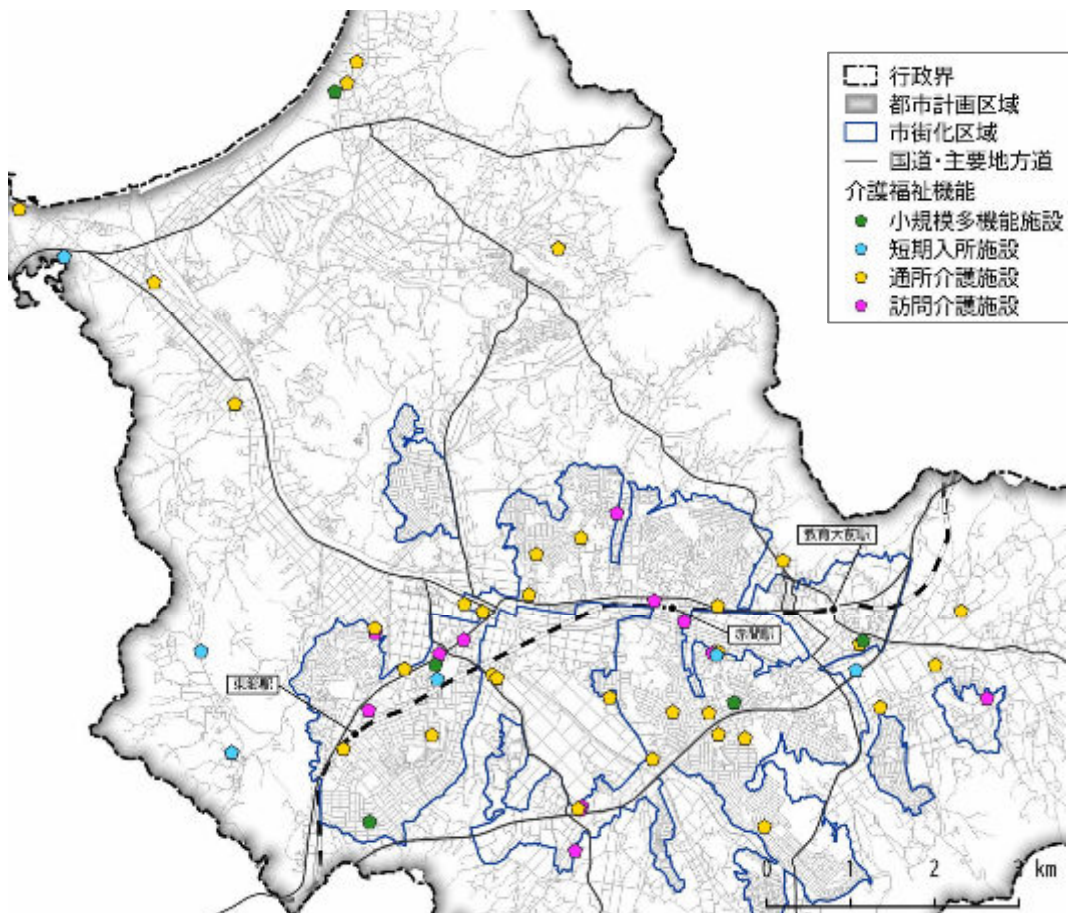 行政界
都市計画区域
市街化区域
国道・主要地方道
介護福祉機能
小規模多機能施設
短期入所施設
通所介護施設
訪問介護施設
教育大前駅
赤間駅
東郷駅
0 1 2 3 km